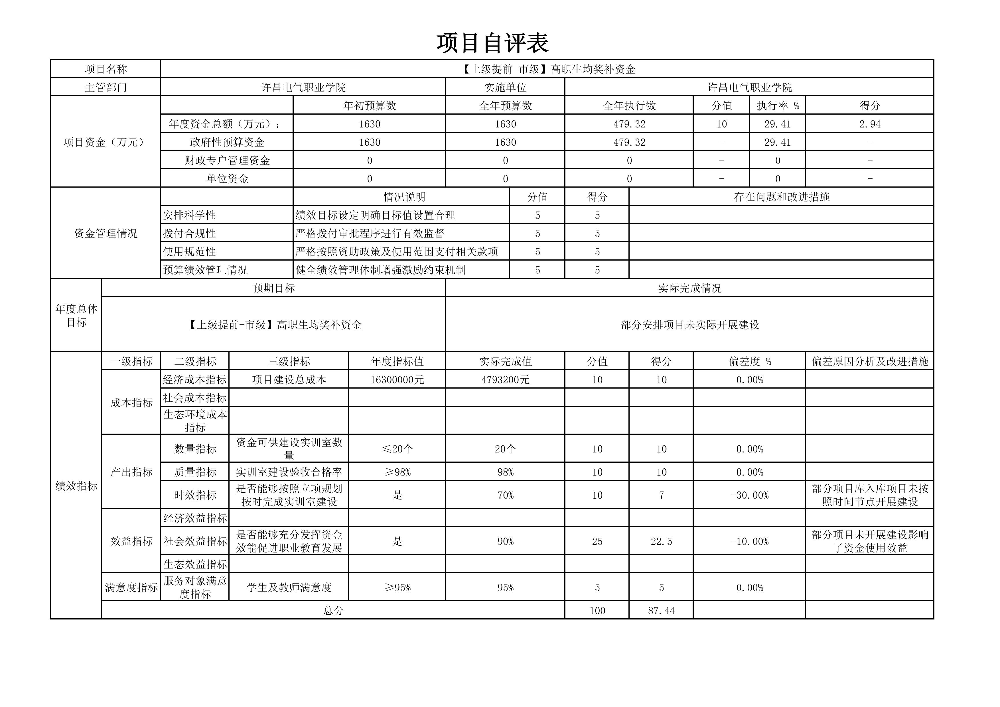 项目自评表
项目名称 【上级提前-市级】高职生均奖补资金
主管部门 许昌电气职业学院 实施单位 许昌电气职业学院
项目资金（万元） 年初预算数 全年预算数 全年执行数 分值 执行率 % 得分
年度资金总额（万元）： 1630 1630 479.32 10 29.41 2.94
政府性预算资金 1630 1630 479.32 - 29.41 -
财政专户管理资金 0 0 0 - 0 -
单位资金 0 0 0 - 0 -
资金管理情况 情况说明 分值 得分 存在问题和改进措施
安排科学性 绩效目标设定明确目标值设置合理 5 5
拨付合规性 严格拨付审批程序进行有效监督 5 5
使用规范性 严格按照资助政策及使用范围支付相关款项 5 5
预算绩效管理情况 健全绩效管理体制增强激励约束机制 5 5
年度总体
目标
预期目标 实际完成情况
【上级提前-市级】高职生均奖补资金 部分安排项目未实际开展建设
绩效指标
一级指标 二级指标 三级指标 年度指标值 实际完成值 分值 得分 偏差度 % 偏差原因分析及改进措施
成本指标
经济成本指标 项目建设总成本 16300000元 4793200元 10 10 0.00%
社会成本指标
生态环境成本
指标
产出指标
数量指标
资金可供建设实训室数
量
≤20个 20个 10 10 0.00%
质量指标 实训室建设验收合格率 ≥98% 98% 10 10 0.00%
时效指标
是否能够按照立项规划
按时完成实训室建设
是 70% 10 7 -30.00%
部分项目库入库项目未按
照时间节点开展建设
效益指标
经济效益指标
社会效益指标
是否能够充分发挥资金
效能促进职业教育发展
是 90% 25 22.5 -10.00%
部分项目未开展建设影响
了资金使用效益
生态效益指标
满意度指标
服务对象满意
度指标
学生及教师满意度 ≥95% 95% 5 5 0.00%
总分 100 87.44